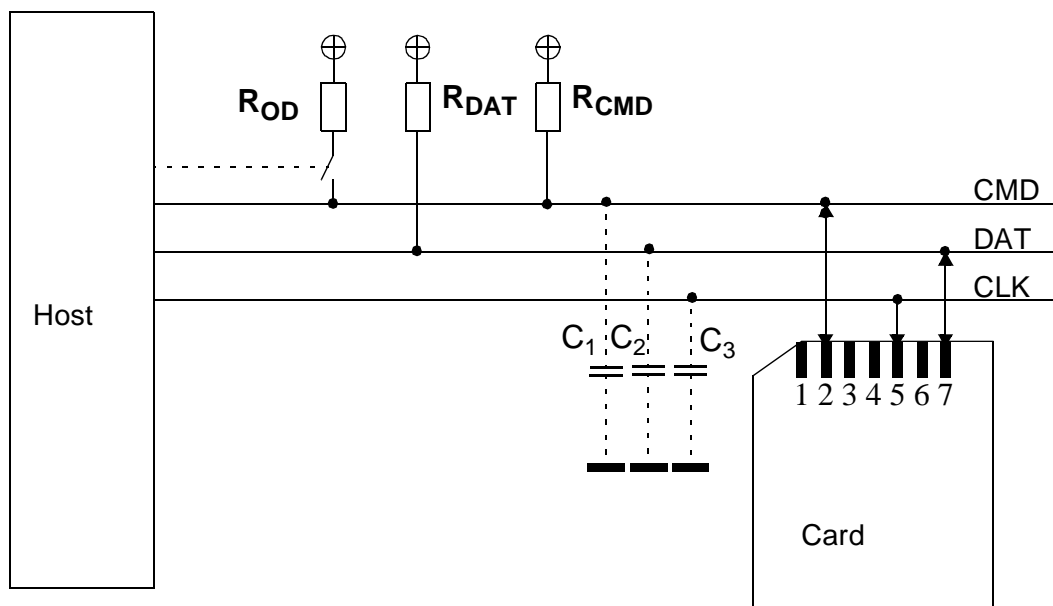 R_OD R_DAT R_CMD
CMD
DAT
CLK
Host
C_1 C_2 C_3
1 2 3 4 5 6 7
Card